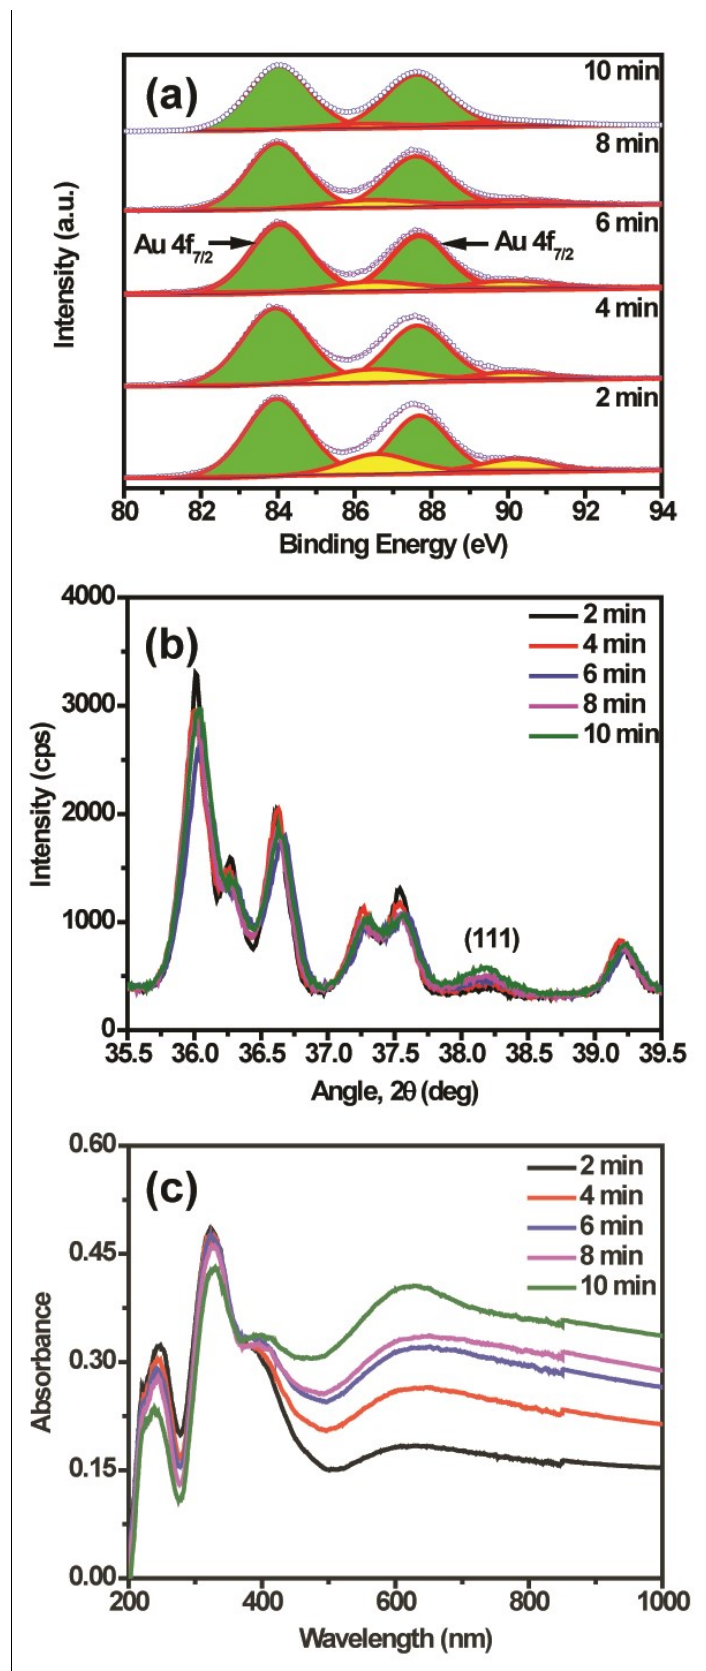 (a)
10 min
8 min
6 min
Au 4f7/2
Au 4f7/2
4 min
2 min
Intensity (a.u.)
80 82 84 86 88 90 92 94
Binding Energy (eV)
4000
(b)
2 min
4 min
6 min
8 min
10 min
3000
2000
1000
0
(111)
Intensity (cps)
35.5 36.0 36.5 37.0 37.5 38.0 38.5 39.0 39.5
Angle, 2θ (deg)
0.60
(c)
2 min
4 min
6 min
8 min
10 min
0.45
0.30
0.15
0.00
Absorbance
200 400 600 800 1000
Wavelength (nm)